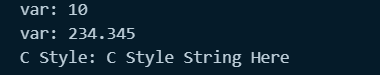 var: 10
var: 234.345
C Style: C Style String Here